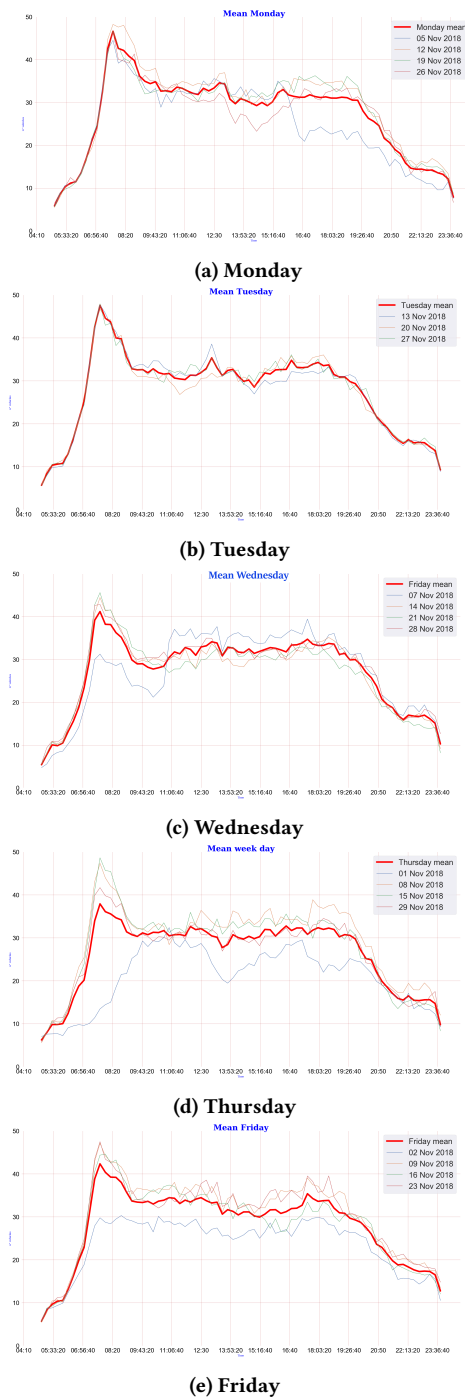 Mean Monday
50
Monday mean
05 Nov 2018
12 Nov 2018
19 Nov 2018
26 Nov 2018
40
30
20
10
0
04:10 05:33:20 06:56:40 08:20 09:43:20 11:06:40 12:30 13:53:20 15:16:40 16:40 18:03:20 19:26:40 20:50 22:13:20 23:36:40
Time
(a) Monday
Mean Tuesday
50
Tuesday mean
13 Nov 2018
20 Nov 2018
27 Nov 2018
40
30
20
10
0
04:10 05:33:20 06:56:40 08:20 09:43:20 11:06:40 12:30 13:53:20 15:16:40 16:40 18:03:20 19:26:40 20:50 22:13:20 23:36:40
Time
(b) Tuesday
Mean Wednesday
50
Friday mean
07 Nov 2018
14 Nov 2018
21 Nov 2018
28 Nov 2018
40
30
20
10
0
04:10 05:33:20 06:56:40 08:20 09:43:20 11:06:40 12:30 13:53:20 15:16:40 16:40 18:03:20 19:26:40 20:50 22:13:20 23:36:40
Time
(c) Wednesday
Mean week day
50
Thursday mean
01 Nov 2018
08 Nov 2018
15 Nov 2018
29 Nov 2018
40
30
20
10
0
04:10 05:33:20 06:56:40 08:20 09:43:20 11:06:40 12:30 13:53:20 15:16:40 16:40 18:03:20 19:26:40 20:50 22:13:20 23:36:40
Time
(d) Thursday
Mean Friday
50
Friday mean
02 Nov 2018
09 Nov 2018
16 Nov 2018
23 Nov 2018
40
30
20
10
0
04:10 05:33:20 06:56:40 08:20 09:43:20 11:06:40 12:30 13:53:20 15:16:40 16:40 18:03:20 19:26:40 20:50 22:13:20 23:36:40
Time
(e) Friday